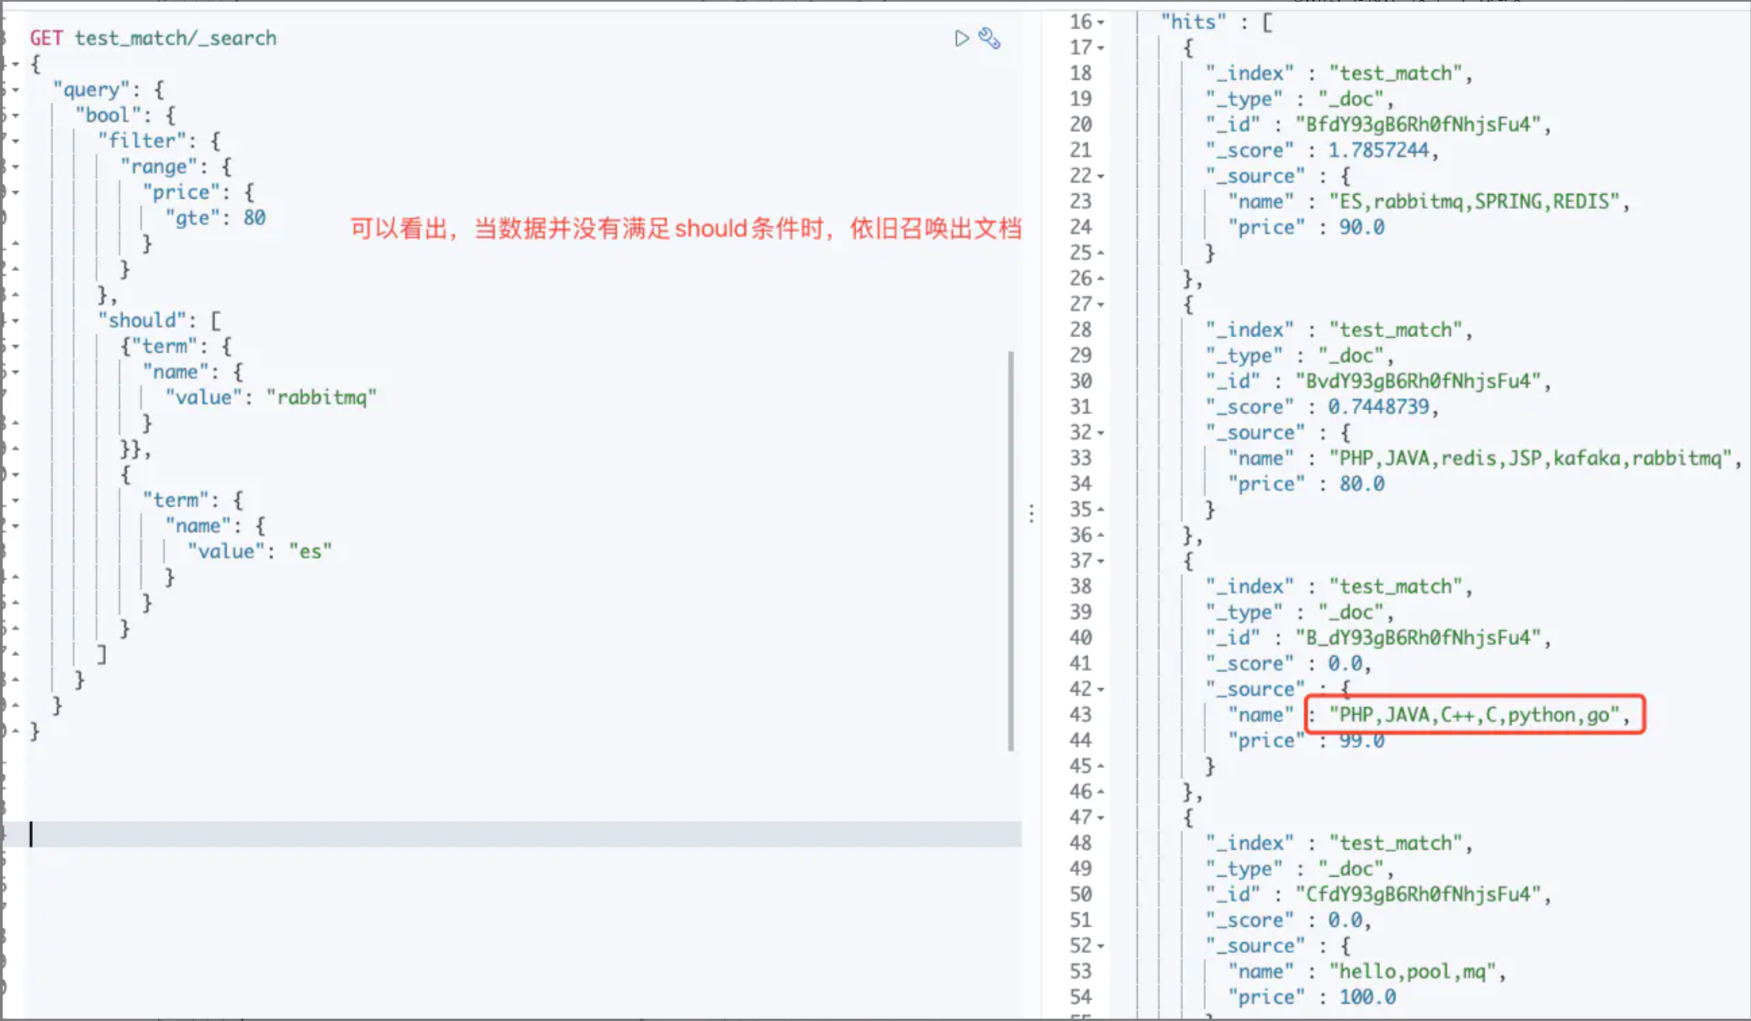 GET test_match/_search
{
"query": {
"bool": {
"filter": {
"range": {
"price": {
"gte": 80
}
}
},
"should": [
{"term": {
"name": {
"value": "rabbitmq"
}
}},
{
"term": {
"name": {
"value": "es"
}
}
}
]
}
}
}
可以看出，当数据并没有满足should条件时，依旧召唤出文档
16 "hits" : [
17 {
18 "_index" : "test_match",
19 "_type" : "_doc",
20 "_id" : "BfdY93gB6Rh0fNhjsFu4",
21 "_score" : 1.7857244,
22 "_source" : {
23 "name" : "ES,rabbitmq,SPRING,REDIS",
24 "price" : 90.0
25 }
26 },
27 {
28 "_index" : "test_match",
29 "_type" : "_doc",
30 "_id" : "BvdY93gB6Rh0fNhjsFu4",
31 "_score" : 0.7448739,
32 "_source" : {
33 "name" : "PHP,JAVA,redis,JSP,kafaka,rabbitmq",
34 "price" : 80.0
35 }
36 },
37 {
38 "_index" : "test_match",
39 "_type" : "_doc",
40 "_id" : "B_dY93gB6Rh0fNhjsFu4",
41 "_score" : 0.0,
42 "_source" : {
43 "name" : "PHP,JAVA,C++,C,python,go",
44 "price" : 99.0
45 }
46 },
47 {
48 "_index" : "test_match",
49 "_type" : "_doc",
50 "_id" : "CfdY93gB6Rh0fNhjsFu4",
51 "_score" : 0.0,
52 "_source" : {
53 "name" : "hello,pool,mq",
54 "price" : 100.0